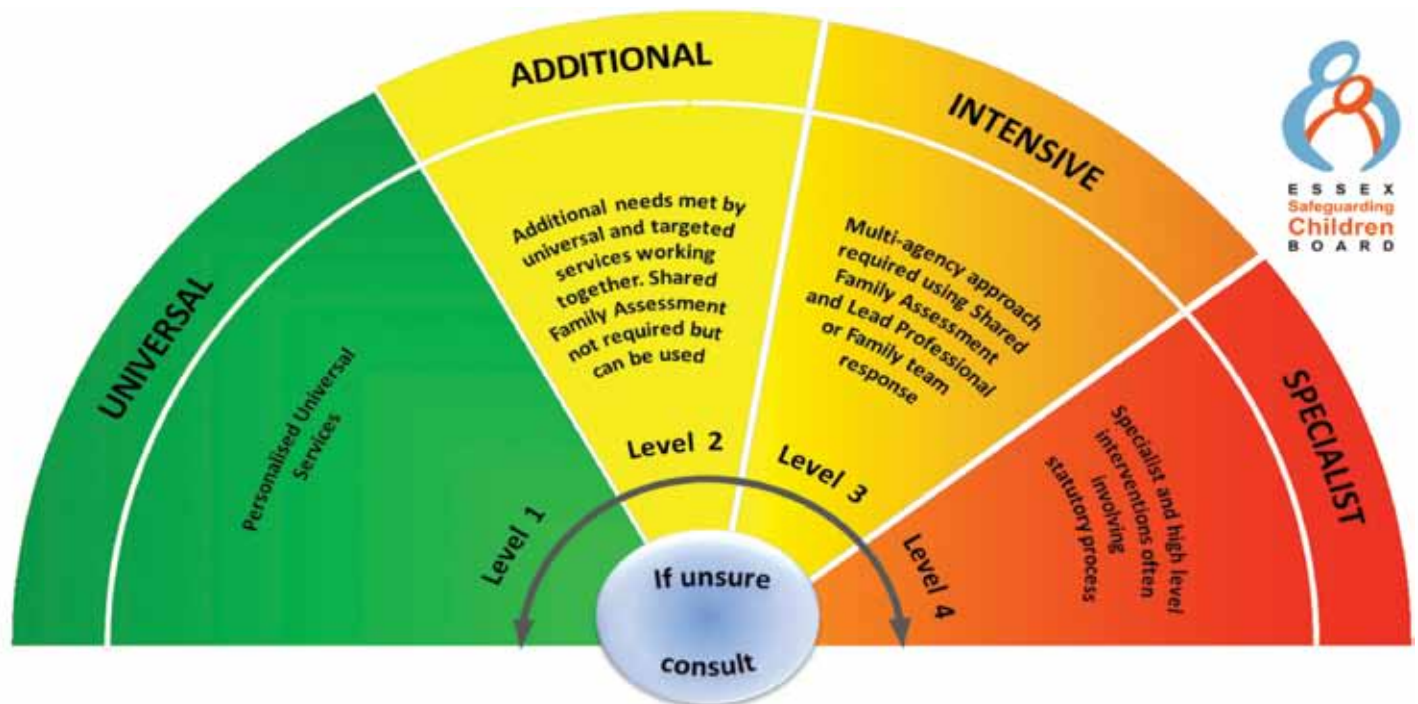 UNIVERSAL
Personalised Universal
Services
Level 1
ADDITIONAL
Additional needs met by
universal and targeted
services working
together. Shared
Family Assessment
not required but
can be used
Level 2
INTENSIVE
Multi-agency approach
required using Shared
Family Assessment
and Lead Professional
or Family team
response
Level 3
SPECIALIST
Specialist and high level
interventions often
involving
statutory process
Level 4
If unsure
consult
ESSEX
Safeguarding
Children
BOARD